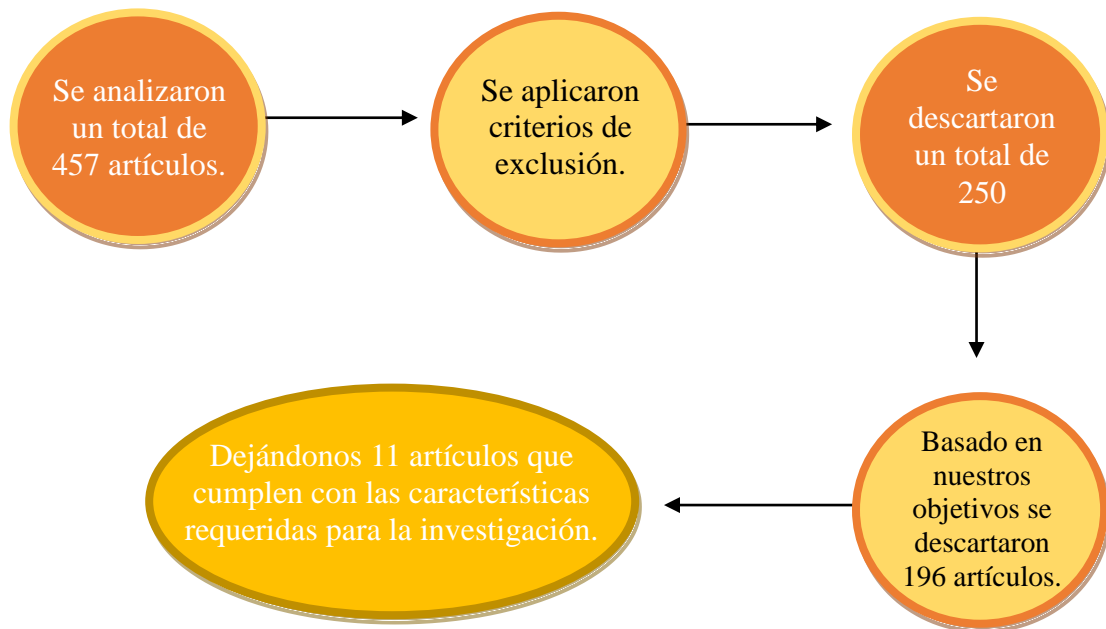 Se analizaron
un total de
457 artículos.
Se aplicaron
criterios de
exclusión.
Se
descartaron
un total de
250
Basado en
nuestros
objetivos se
descartaron
196 artículos.
Dejándonos 11 artículos que
cumplen con las características
requeridas para la investigación.